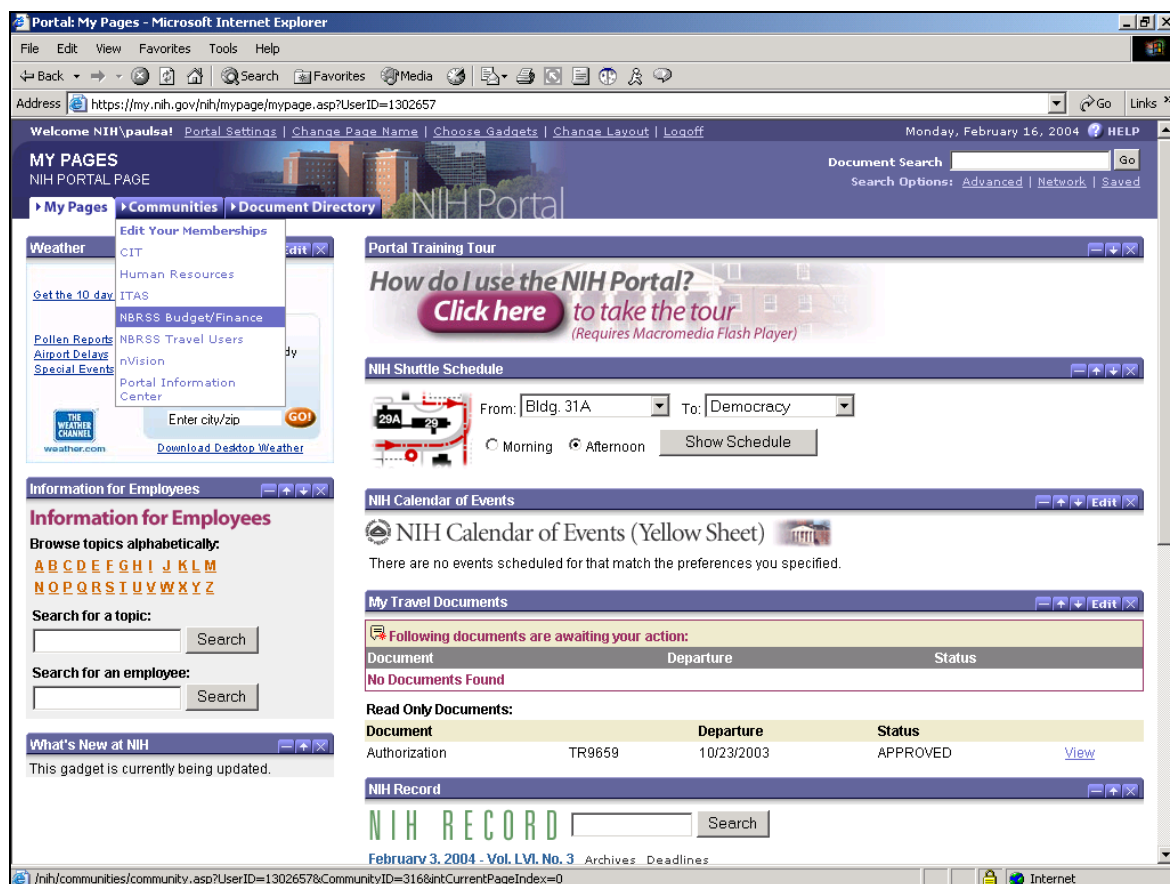 Portal: My Pages - Microsoft Internet Explorer
File Edit View Favorites Tools Help
Back Search Favorites Media
Address https://my.nih.gov/nih/mypage/mypage.asp?UserID=1302657 Go Links »
Welcome NIH\paulsa! Portal Settings | Change Page Name | Choose Gadgets | Change Layout | Logoff Monday, February 16, 2004 ? HELP
MY PAGES
NIH PORTAL PAGE
Document Search Go
Search Options: Advanced | Network | Saved
NIH Portal
My Pages Communities Document Directory
Edit Your Memberships
CIT
Human Resources
ITAS
NBRSS Budget/Finance
NBRSS Travel Users
nVision
Portal Information
Center
Weather Edit
Get the 10 day
Pollen Reports
Airport Delays
Special Events
dy
THE
WEATHER
CHANNEL
weather.com
Enter city/zip GO!
Download Desktop Weather
Information for Employees
Information for Employees
Browse topics alphabetically:
A B C D E F G H I J K L M
N O P Q R S T U V W X Y Z
Search for a topic:
Search
Search for an employee:
Search
What's New at NIH
This gadget is currently being updated.
Portal Training Tour
How do I use the NIH Portal?
Click here to take the tour
(Requires Macromedia Flash Player)
NIH Shuttle Schedule
29A 29
From: Bldg. 31A To: Democracy
Morning Afternoon Show Schedule
NIH Calendar of Events Edit
NIH Calendar of Events (Yellow Sheet)
There are no events scheduled for that match the preferences you specified.
My Travel Documents Edit
Following documents are awaiting your action:
Document Departure Status
No Documents Found
Read Only Documents:
Document Departure Status
Authorization TR9659 10/23/2003 APPROVED View
NIH Record
NIH RECORD Search
February 3, 2004 - Vol. LVI, No. 3 Archives Deadlines
/nih/communities/community.asp?UserID=1302657&CommunityID=316&intCurrentPageIndex=0 Internet